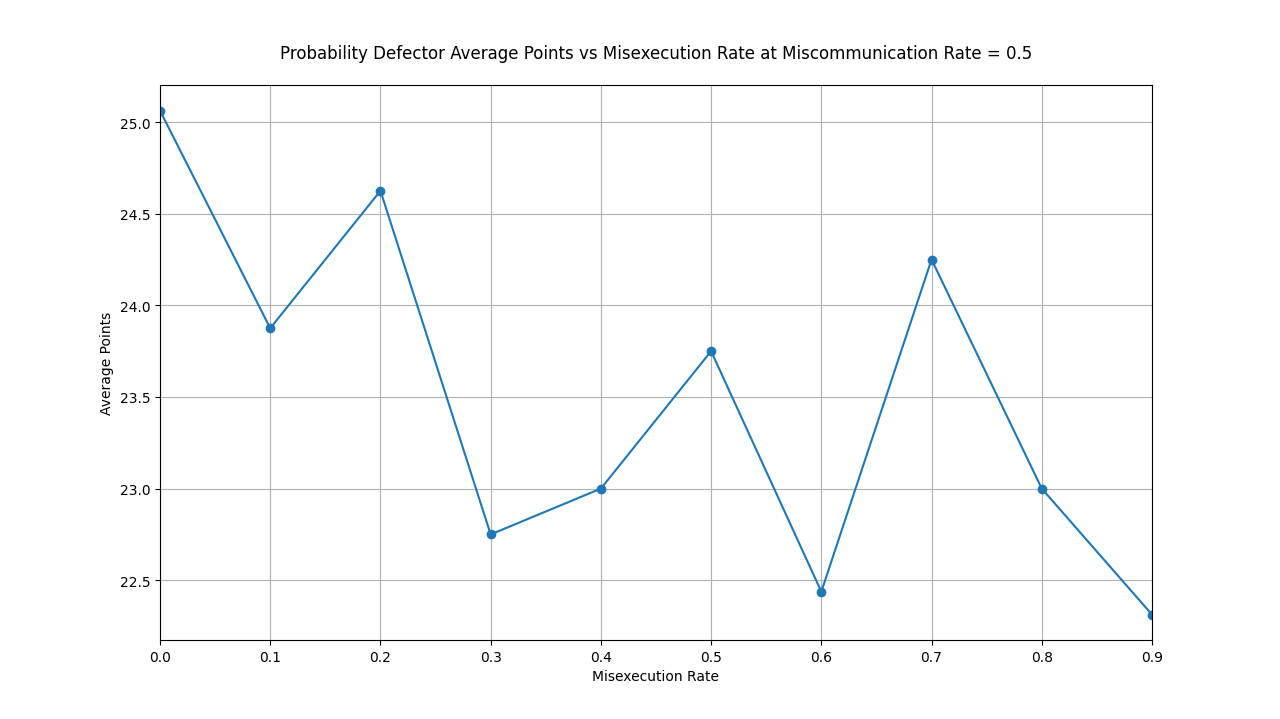 Probability Defector Average Points vs Misexecution Rate at Miscommunication Rate = 0.5
Average Points
25.0
24.5
24.0
23.5
23.0
22.5
0.0 0.1 0.2 0.3 0.4 0.5 0.6 0.7 0.8 0.9
Misexecution Rate